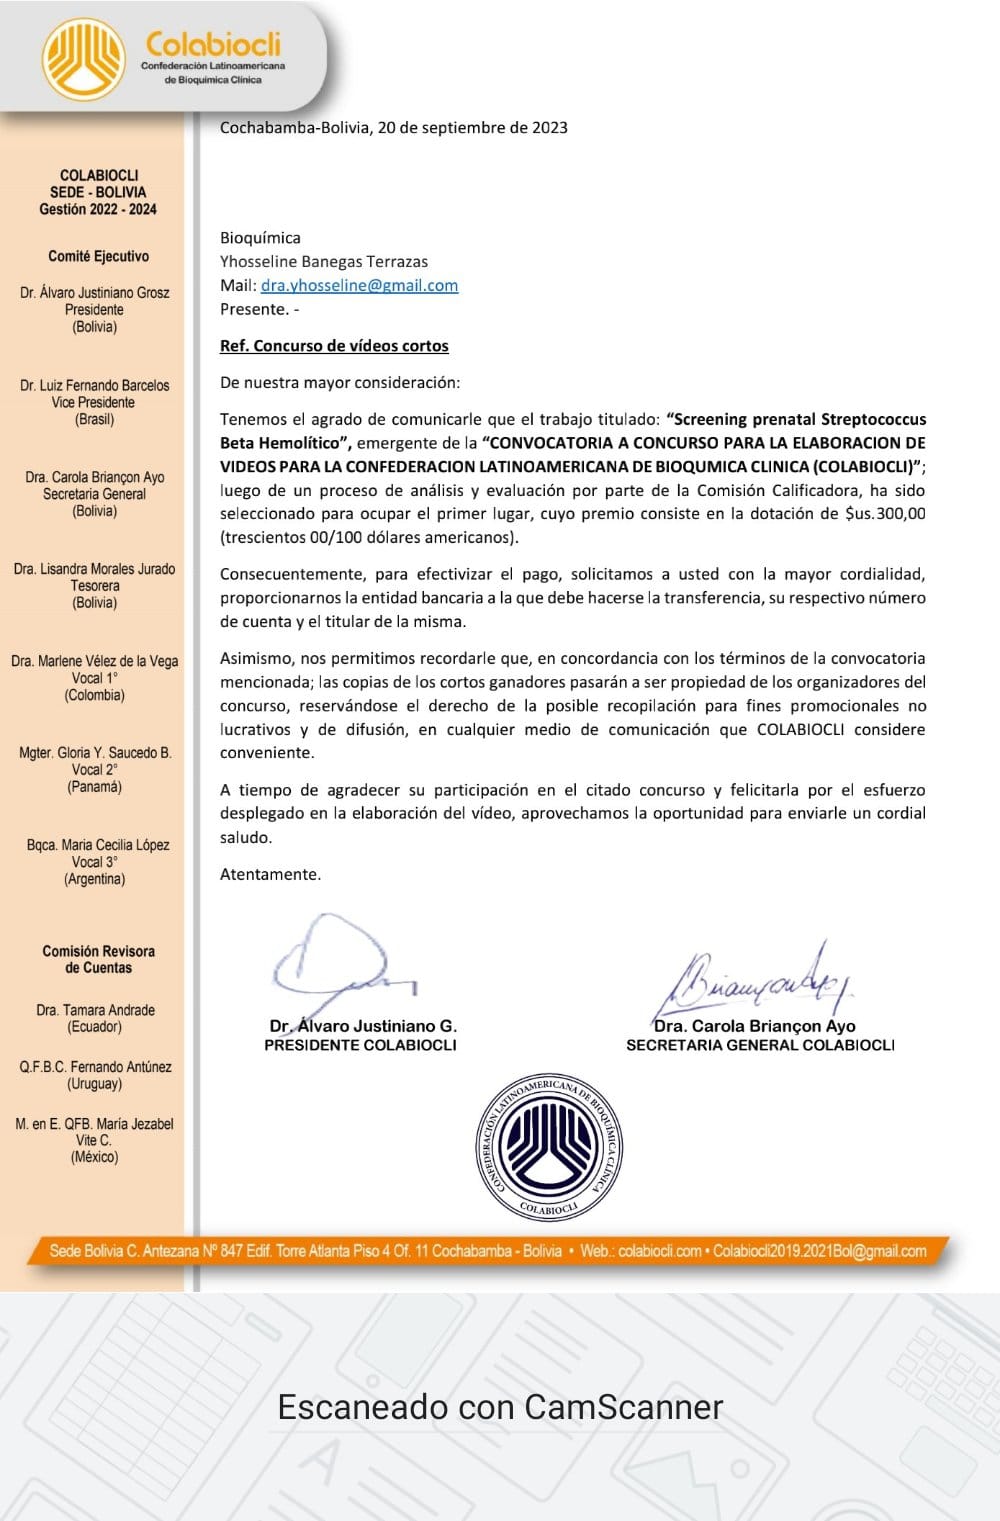 Colabiocli
Confederación Latinoamericana
de Bioquímica Clínica
COLABIOCLI
SEDE - BOLIVIA
Gestión 2022 - 2024
Comité Ejecutivo
Dr. Álvaro Justiniano Grosz
Presidente
(Bolivia)
Dr. Luiz Fernando Barcelos
Vice Presidente
(Brasil)
Dra. Carola Briançon Ayo
Secretaria General
(Bolivia)
Dra. Lisandra Morales Jurado
Tesorera
(Bolivia)
Dra. Marlene Vélez de la Vega
Vocal 1°
(Colombia)
Mgter. Gloria Y. Saucedo B.
Vocal 2°
(Panamá)
Bqca. Maria Cecilia López
Vocal 3°
(Argentina)
Comisión Revisora
de Cuentas
Dra. Tamara Andrade
(Ecuador)
Q.F.B.C. Fernando Antúnez
(Uruguay)
M. en E. QFB. María Jezabel
Vite C.
(México)
Cochabamba-Bolivia, 20 de septiembre de 2023
Bioquímica
Yhosseline Banegas Terrazas
Mail: dra.yhosseline@gmail.com
Presente. -
Ref. Concurso de vídeos cortos
De nuestra mayor consideración:
Tenemos el agrado de comunicarle que el trabajo titulado: “Screening prenatal Streptococcus
Beta Hemolítico”, emergente de la “CONVOCATORIA A CONCURSO PARA LA ELABORACION DE
VIDEOS PARA LA CONFEDERACION LATINOAMERICANA DE BIOQUMICA CLINICA (COLABIOCLI)”;
luego de un proceso de análisis y evaluación por parte de la Comisión Calificadora, ha sido
seleccionado para ocupar el primer lugar, cuyo premio consiste en la dotación de $us.300,00
(trescientos 00/100 dólares americanos).
Consecuentemente, para efectivizar el pago, solicitamos a usted con la mayor cordialidad,
proporcionarnos la entidad bancaria a la que debe hacerse la transferencia, su respectivo número
de cuenta y el titular de la misma.
Asimismo, nos permitimos recordarle que, en concordancia con los términos de la convocatoria
mencionada; las copias de los cortos ganadores pasarán a ser propiedad de los organizadores del
concurso, reservándose el derecho de la posible recopilación para fines promocionales no
lucrativos y de difusión, en cualquier medio de comunicación que COLABIOCLI considere
conveniente.
A tiempo de agradecer su participación en el citado concurso y felicitarla por el esfuerzo
desplegado en la elaboración del vídeo, aprovechamos la oportunidad para enviarle un cordial
saludo.
Atentamente.
Dr. Álvaro Justiniano G.
PRESIDENTE COLABIOCLI
Dra. Carola Briançon Ayo
SECRETARIA GENERAL COLABIOCLI
CONFEDERACIÓN LATINOAMERICANA DE BIOQUÍMICA CLÍNICA
COLABIOCLI
Sede Bolivia C. Antezana Nº 847 Edif. Torre Atlanta Piso 4 Of. 11 Cochabamba - Bolivia • Web.: colabiocli.com • Colabiocli2019.2021Bol@gmail.com
Escaneado con CamScanner